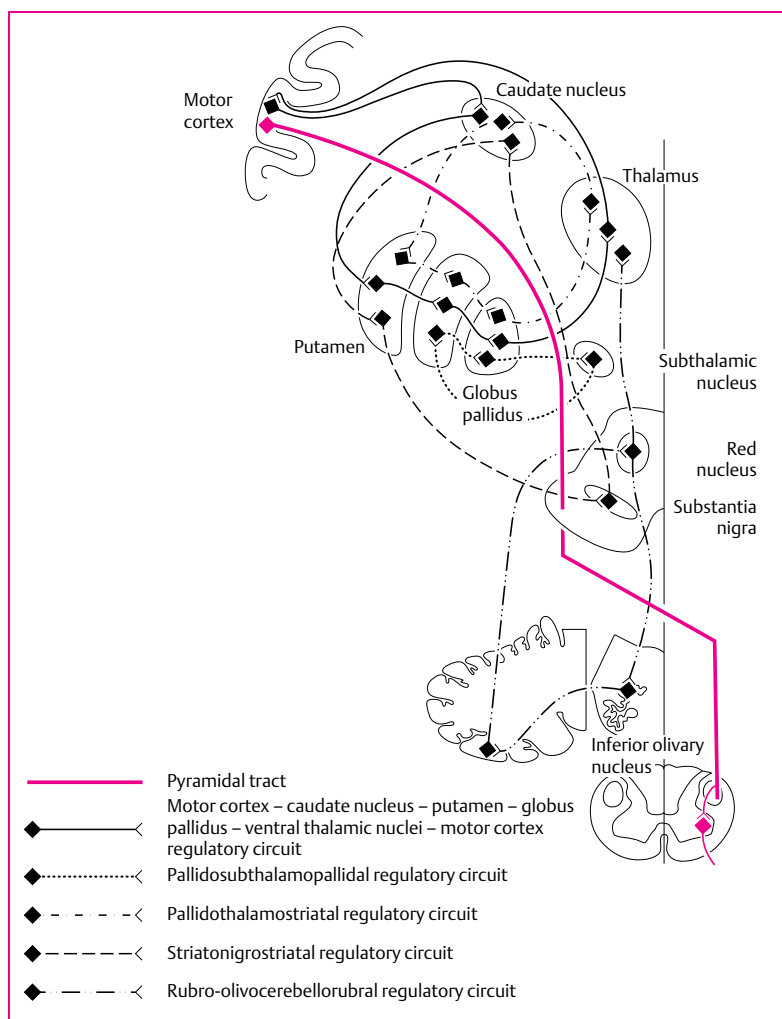 Motor
cortex
Caudate nucleus
Thalamus
Putamen
Globus
pallidus
Subthalamic
nucleus
Red
nucleus
Substantia
nigra
Inferior olivary
nucleus
Pyramidal tract
Motor cortex – caudate nucleus – putamen – globus
pallidus – ventral thalamic nuclei – motor cortex
regulatory circuit
Pallidosubthalamopallidal regulatory circuit
Pallidothalamostriatal regulatory circuit
Striatonigrostriatal regulatory circuit
Rubro-olivocerebellorubral regulatory circuit